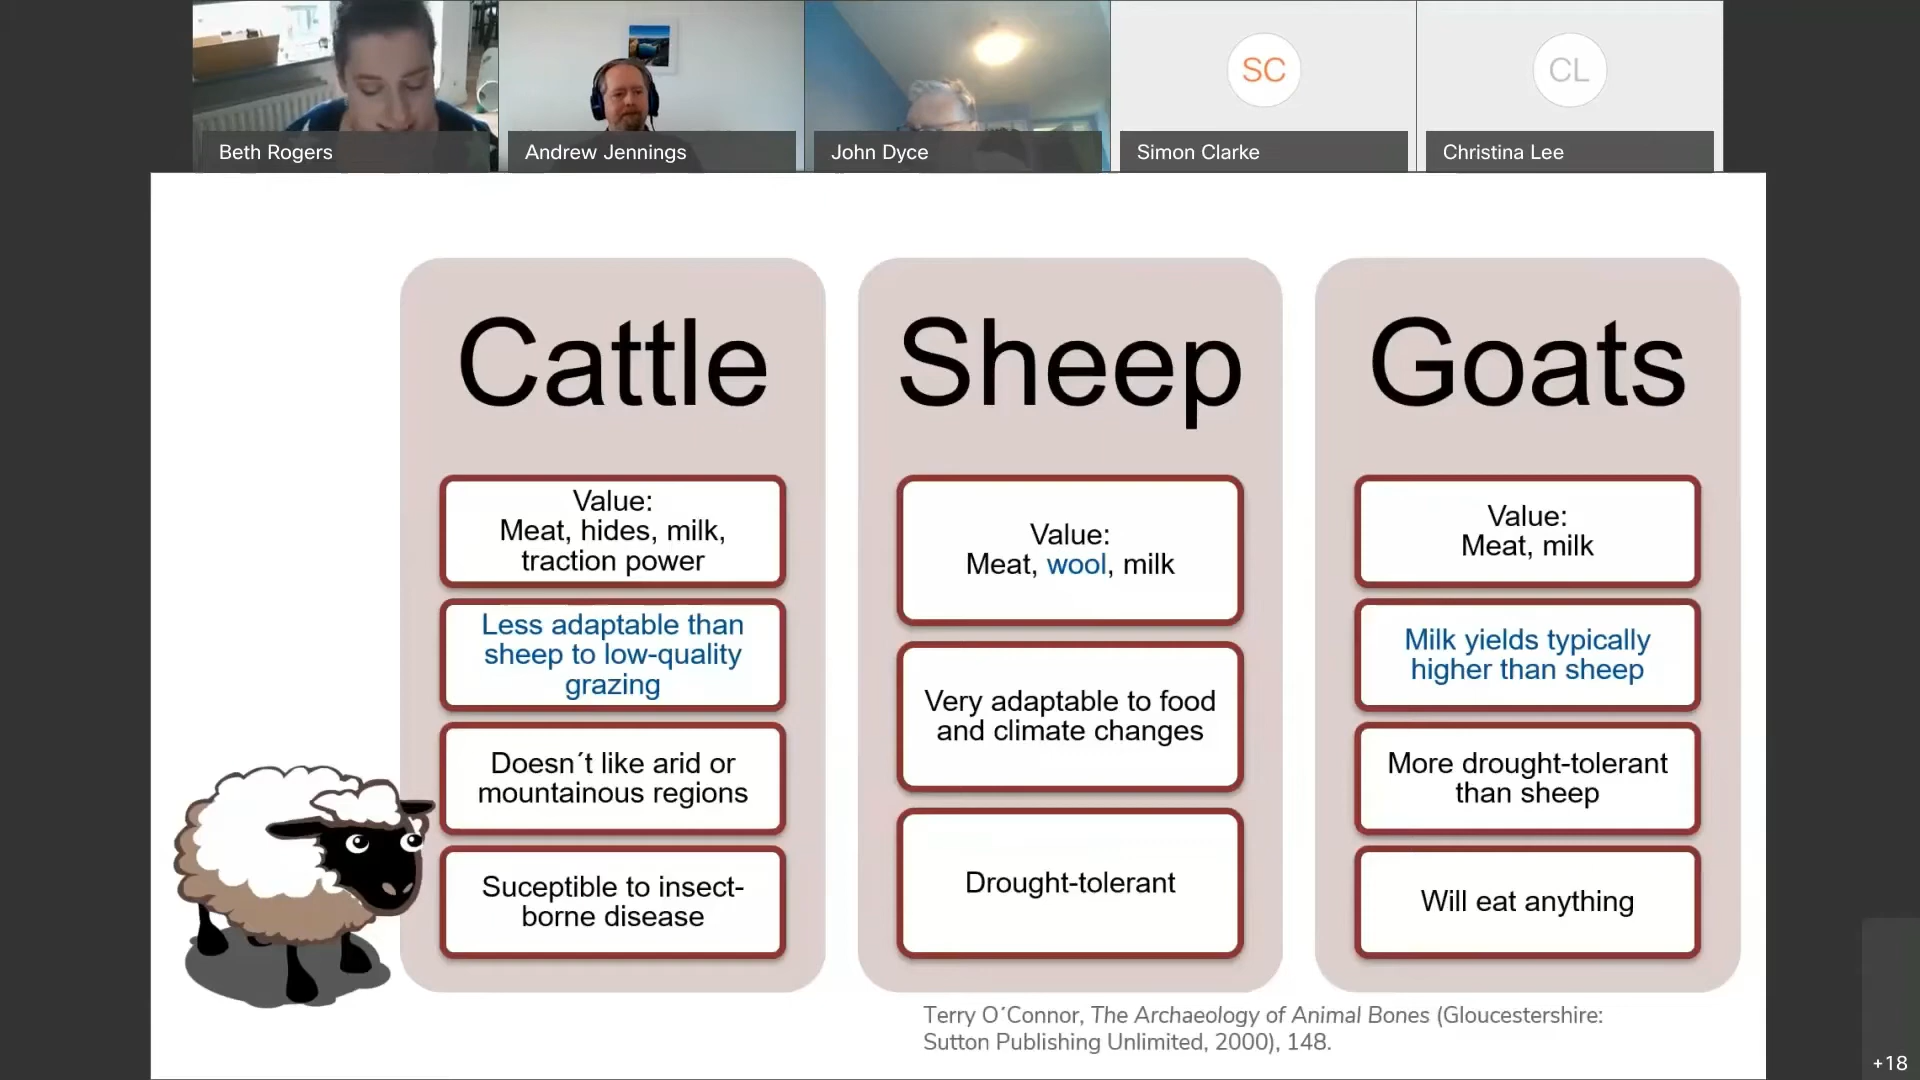 Beth Rogers
Andrew Jennings
John Dyce
SC
Simon Clarke
CL
Christina Lee
Cattle
Value:
Meat, hides, milk,
traction power
Less adaptable than
sheep to low-quality
grazing
Doesn´t like arid or
mountainous regions
Suceptible to insect-
borne disease
Sheep
Value:
Meat, wool, milk
Very adaptable to food
and climate changes
Drought-tolerant
Goats
Value:
Meat, milk
Milk yields typically
higher than sheep
More drought-tolerant
than sheep
Will eat anything
Terry O´Connor, The Archaeology of Animal Bones (Gloucestershire:
Sutton Publishing Unlimited, 2000), 148.
+18